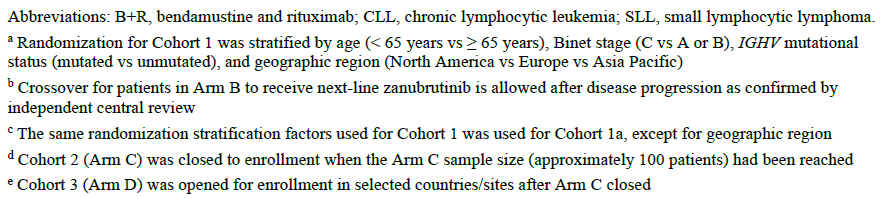 Abbreviations: B+R, bendamustine and rituximab; CLL, chronic lymphocytic leukemia; SLL, small lymphocytic lymphoma.
a Randomization for Cohort 1 was stratified by age (< 65 years vs ≥ 65 years), Binet stage (C vs A or B), IGHV mutational
status (mutated vs unmutated), and geographic region (North America vs Europe vs Asia Pacific)
b Crossover for patients in Arm B to receive next-line zanubrutinib is allowed after disease progression as confirmed by
independent central review
c The same randomization stratification factors used for Cohort 1 was used for Cohort 1a, except for geographic region
d Cohort 2 (Arm C) was closed to enrollment when the Arm C sample size (approximately 100 patients) had been reached
e Cohort 3 (Arm D) was opened for enrollment in selected countries/sites after Arm C closed